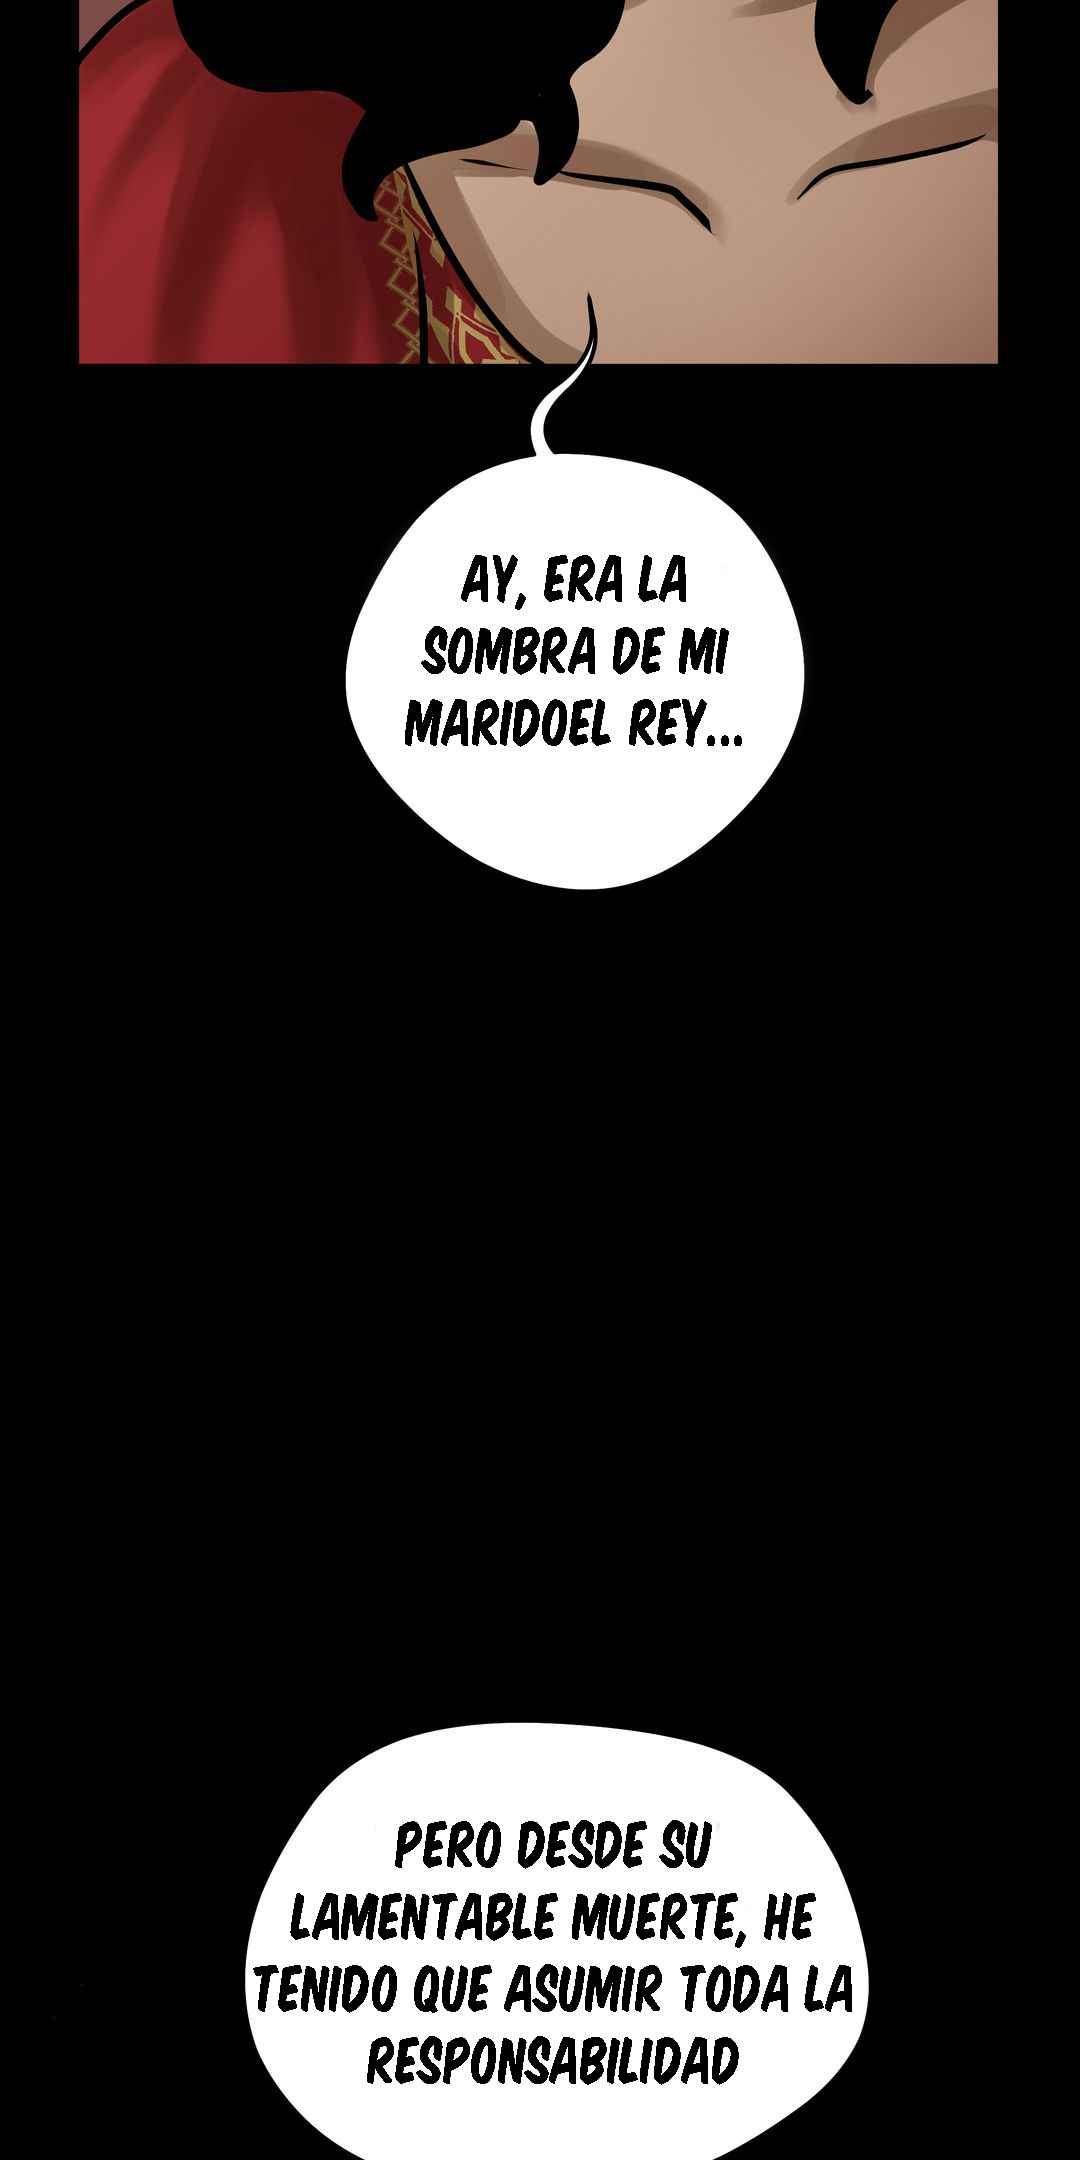 AY, ERA LA
SOMBRA DE MI
MARIDOEL REY...
PERO DESDE SU
LAMENTABLE MUERTE, HE
TENIDO QUE ASUMIR TODA LA
RESPONSABILIDAD